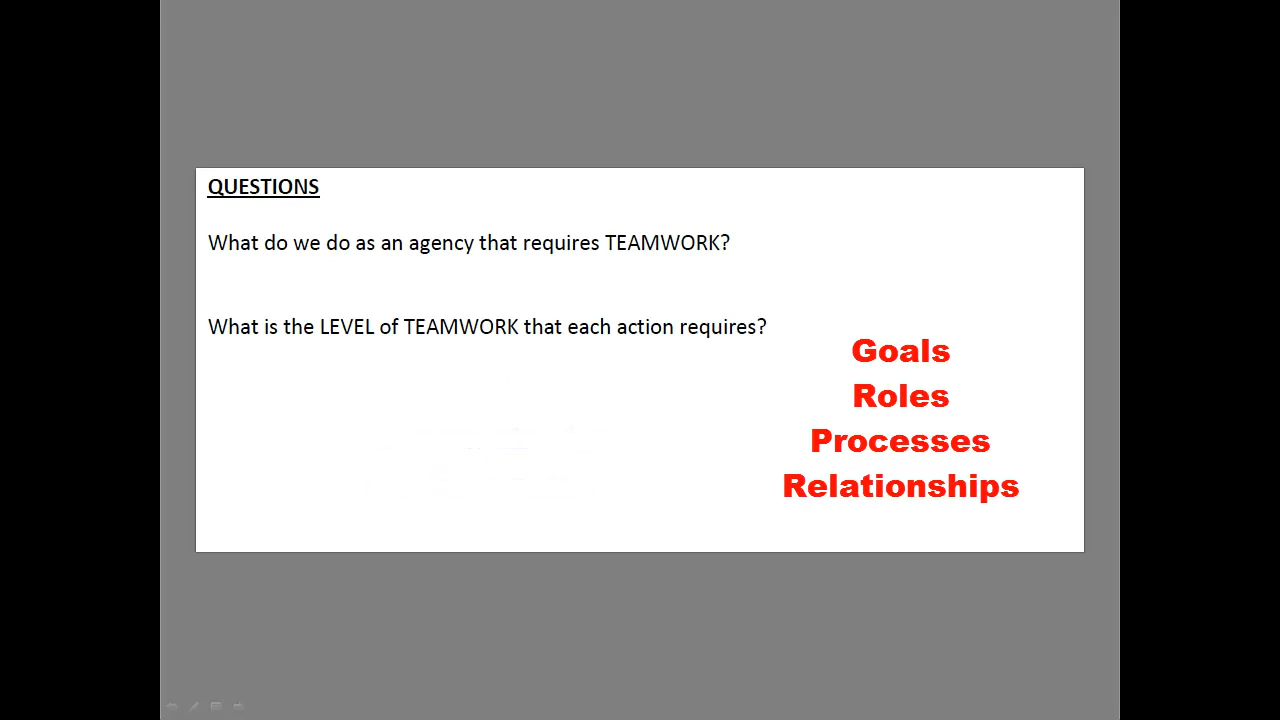 QUESTIONS
What do we do as an agency that requires TEAMWORK?
What is the LEVEL of TEAMWORK that each action requires?
Goals
Roles
Processes
Relationships